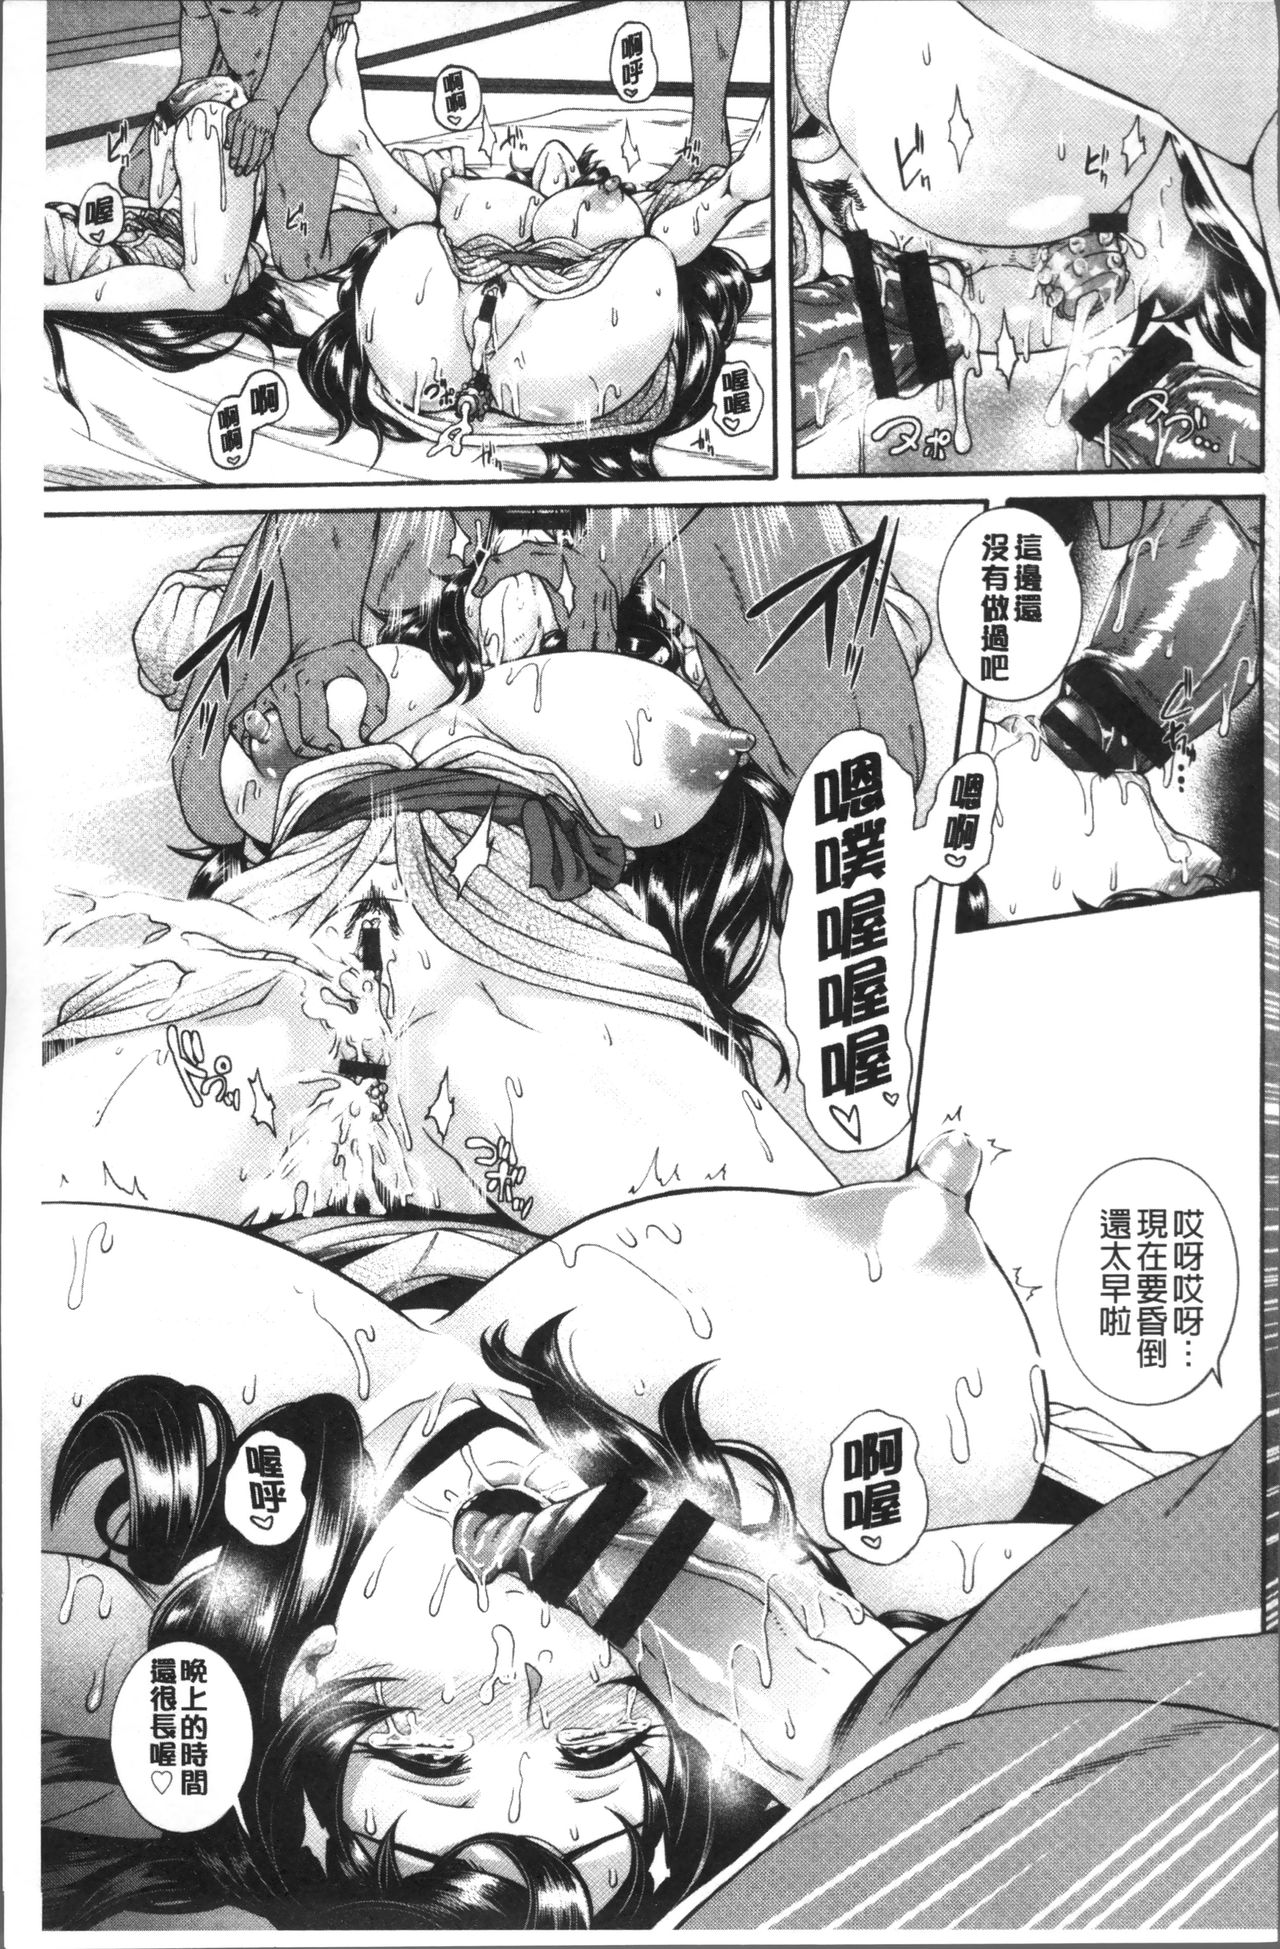 啊呼♡
啊啊♡
喔♡
啊
啊啊♡
喔喔♡
這邊還
沒有做過吧
嗯啊♡
嗯噗喔喔喔♡♡
哎呀哎呀…
現在要昏倒
還太早啦
啊喔♡
喔呼♡
晚上的時間
還很長喔♡